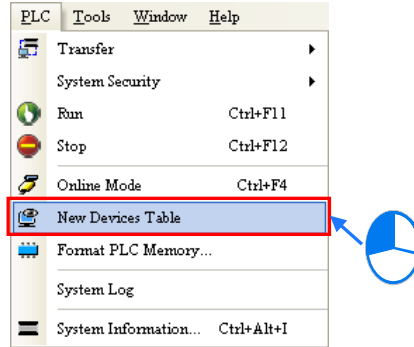 PLC Tools Window Help
Transfer
System Security
Run Ctrl+F11
Stop Ctrl+F12
Online Mode Ctrl+F4
New Devices Table
Format PLC Memory...
System Log
System Information... Ctrl+Alt+I